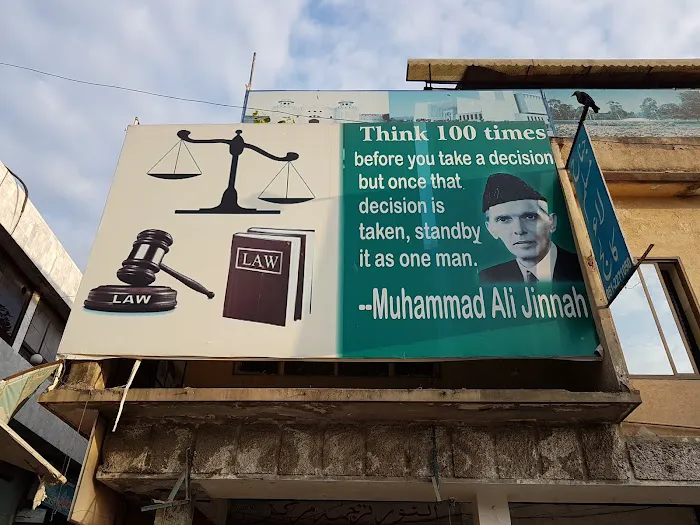 LAW
LAW
Think 100 times
before you take a decision
but once that
decision is
taken, standby
it as one man.
--Muhammad Ali Jinnah